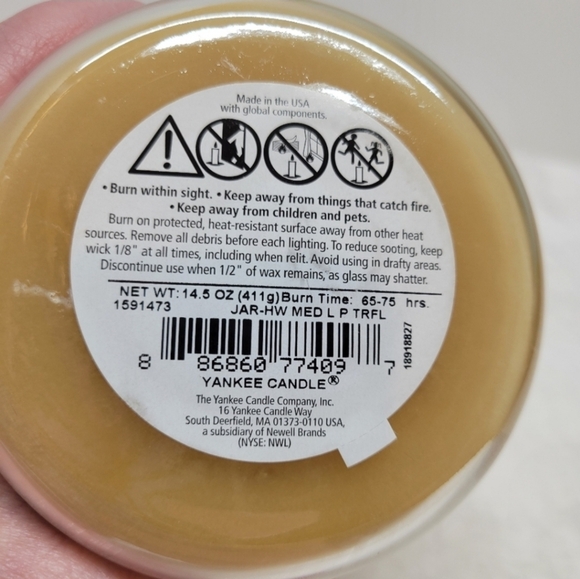 Made in the USA
with global components.
• Burn within sight. • Keep away from things that catch fire.
• Keep away from children and pets.
Burn on protected, heat-resistant surface away from other heat
sources. Remove all debris before each lighting. To reduce sooting, keep
wick 1/8" at all times, including when relit. Avoid using in drafty areas.
Discontinue use when 1/2" of wax remains, as glass may shatter.
NET WT: 14.5 OZ (411g) Burn Time: 65-75 hrs.
1591473 JAR-HW MED L P TRFL
18918827
8 86860 77409 7
YANKEE CANDLE®
The Yankee Candle Company, Inc.
16 Yankee Candle Way
South Deerfield, MA 01373-0110 USA,
a subsidiary of Newell Brands
(NYSE: NWL)